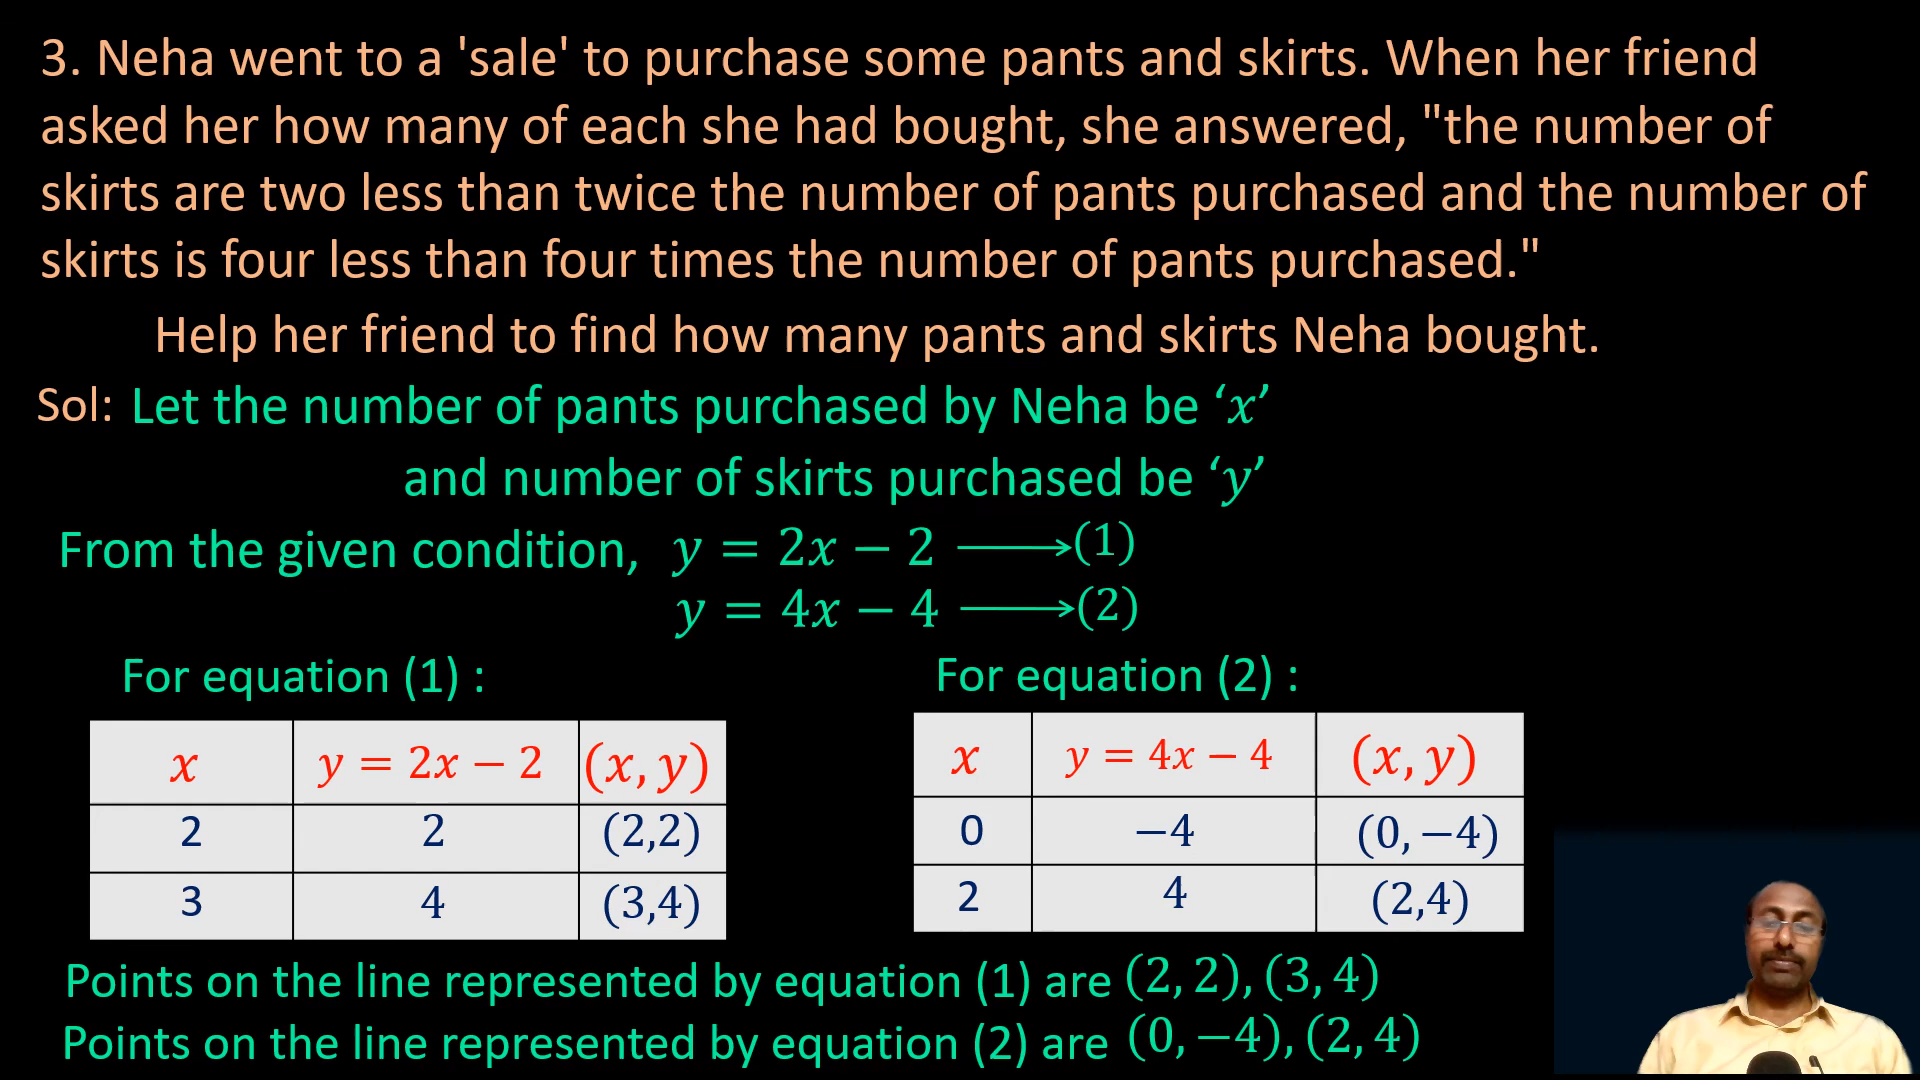 3. Neha went to a 'sale' to purchase some pants and skirts. When her friend
asked her how many of each she had bought, she answered, "the number of
skirts are two less than twice the number of pants purchased and the number of
skirts is four less than four times the number of pants purchased."
Help her friend to find how many pants and skirts Neha bought.
Sol: Let the number of pants purchased by Neha be ‘x’
and number of skirts purchased be ‘y’
From the given condition, y = 2x − 2 ⟶(1)
y = 4x − 4 ⟶(2)
For equation (1) :
x y = 2x − 2 (x, y)
2 2 (2,2)
3 4 (3,4)
For equation (2) :
x y = 4x − 4 (x, y)
0 −4 (0, −4)
2 4 (2,4)
Points on the line represented by equation (1) are (2, 2), (3, 4)
Points on the line represented by equation (2) are (0, −4), (2, 4)